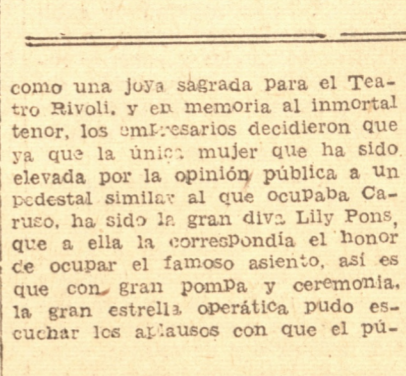 como una joya sagrada para el Tea-
tro Rivoli, y en memoria al inmortal
tenor, los empresarios decidieron que
ya que la única mujer que ha sido
elevada por la opinión pública a un
pedestal similar al que ocupaba Ca-
ruso, ha sido la gran diva Lily Pons,
que a ella la correspondía el honor
de ocupar el famoso asiento, así es
que con gran pompa y ceremonia,
la gran estrella operática pudo es-
cuchar los aplausos con que el pú-